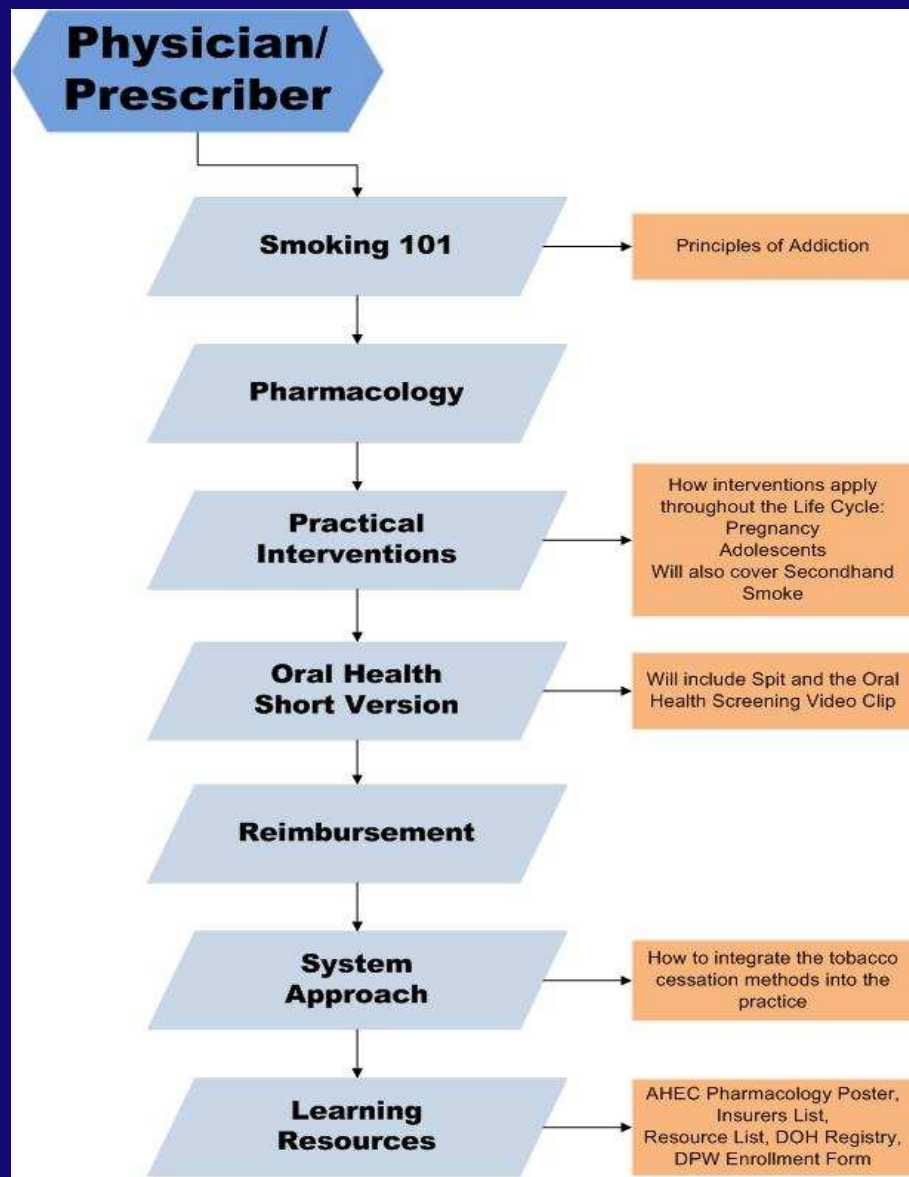 Physician/
Prescriber
Smoking 101
Principles of Addiction
Pharmacology
Practical
Interventions
How interventions apply
throughout the Life Cycle:
Pregnancy
Adolescents
Will also cover Secondhand
Smoke
Oral Health
Short Version
Will include Spit and the Oral
Health Screening Video Clip
Reimbursement
System
Approach
How to integrate the tobacco
cessation methods into the
practice
Learning
Resources
AHEC Pharmacology Poster,
Insurers List,
Resource List, DOH Registry,
DPW Enrollment Form